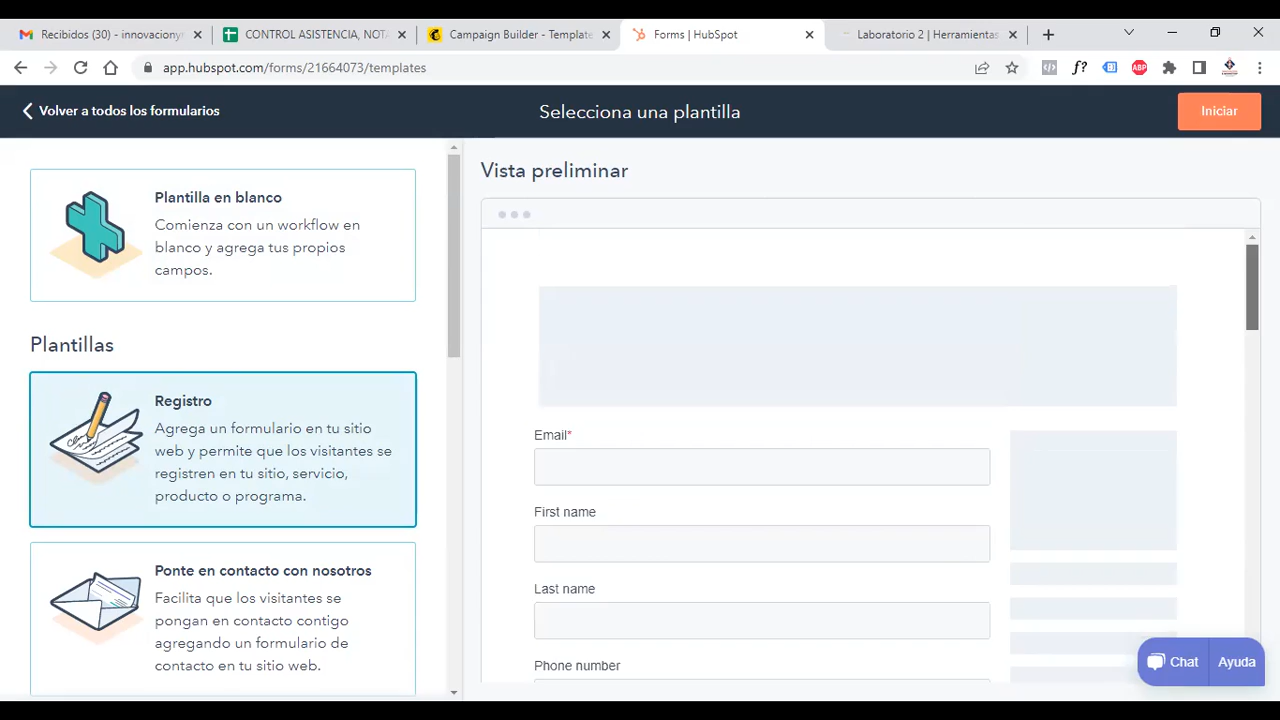 Recibidos (30) - innovaciony
CONTROL ASISTENCIA, NOTA
Campaign Builder - Template
Forms | HubSpot
Laboratorio 2 | Herramientas
app.hubspot.com/forms/21664073/templates
f?
ABP
Volver a todos los formularios
Selecciona una plantilla
Iniciar
Plantilla en blanco
Comienza con un workflow en
blanco y agrega tus propios
campos.
Plantillas
Registro
Agrega un formulario en tu sitio
web y permite que los visitantes se
registren en tu sitio, servicio,
producto o programa.
Ponte en contacto con nosotros
Facilita que los visitantes se
pongan en contacto contigo
agregando un formulario de
contacto en tu sitio web.
Vista preliminar
Email*
First name
Last name
Phone number
Chat
Ayuda